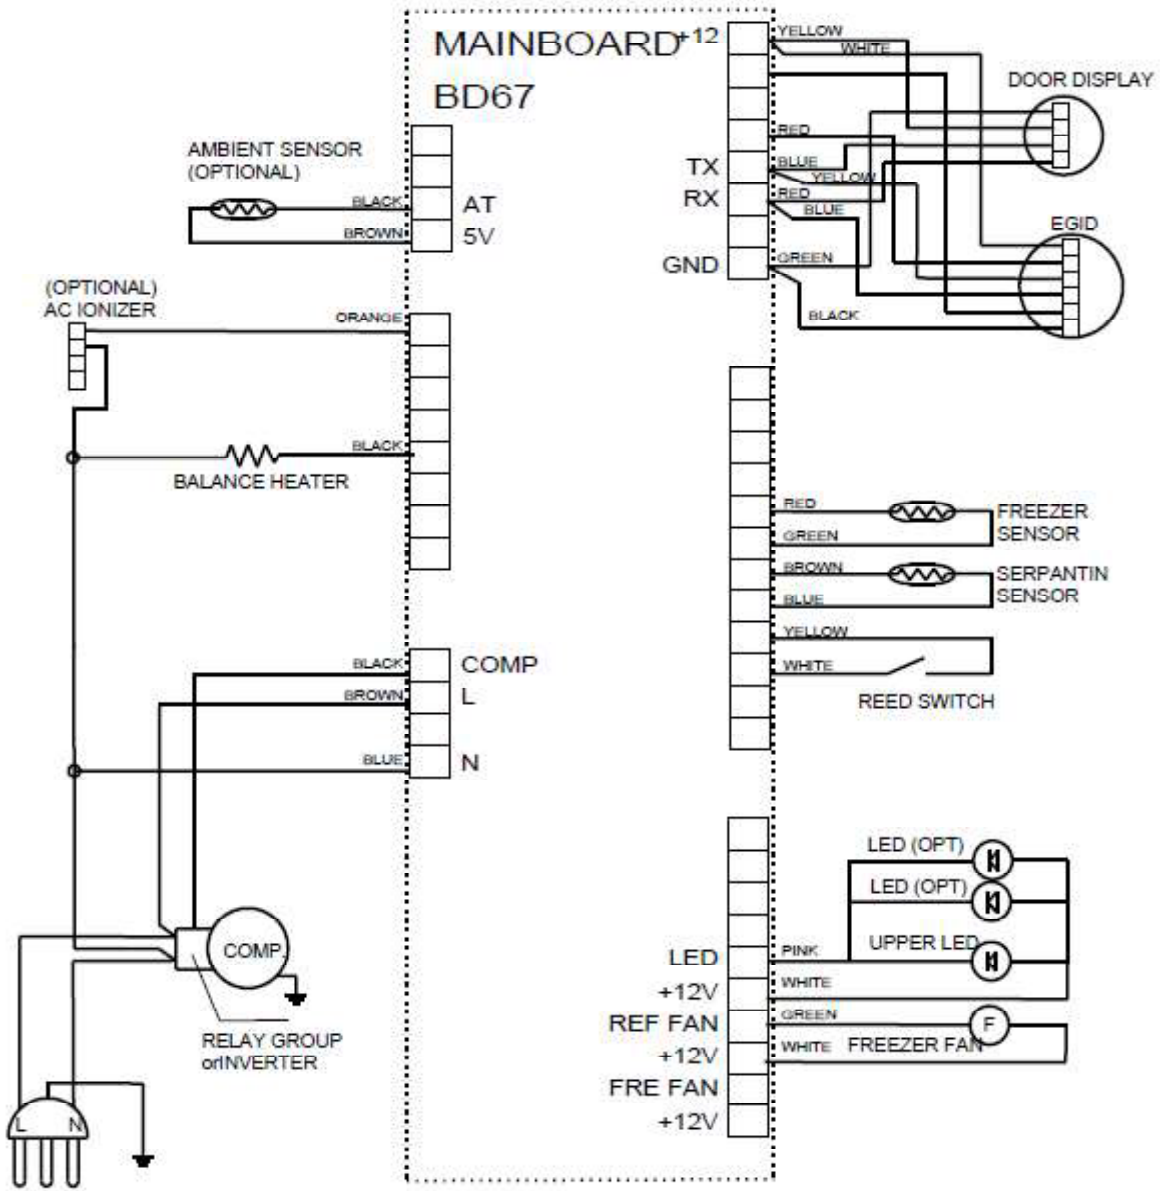 MAINBOARD
BD67
+12
YELLOW
WHITE
DOOR DISPLAY
RED
TX
BLUE
YELLOW
RX
RED
BLUE
EGID
GND
GREEN
BLACK
AMBIENT SENSOR
(OPTIONAL)
BLACK
AT
BROWN
5V
(OPTIONAL)
AC IONIZER
ORANGE
BLACK
BALANCE HEATER
RED
FREEZER
SENSOR
GREEN
BROWN
SERPANTIN
SENSOR
BLUE
YELLOW
WHITE
REED SWITCH
BLACK
COMP
BROWN
L
BLUE
N
COMP.
RELAY GROUP
orINVERTER
L
N
LED (OPT)
LED (OPT)
UPPER LED
LED
PINK
+12V
WHITE
REF FAN
GREEN
F
+12V
WHITE
FREEZER FAN
FRE FAN
+12V